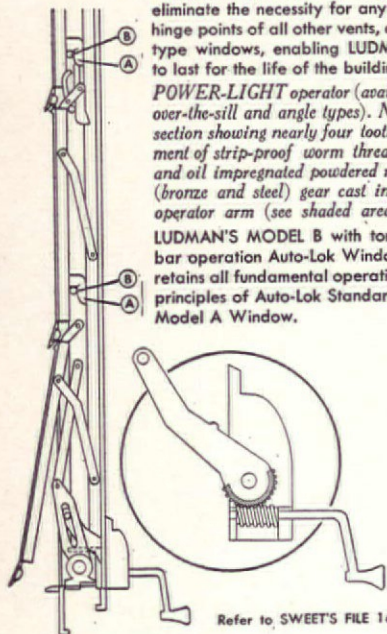 eliminate the necessity for any
hinge points of all other vents,
type windows, enabling LUDM
to last for the life of the buildin
POWER-LIGHT operator (avai
over-the-sill and angle types). N
section showing nearly four toot
ment of strip-proof worm threa
and oil impregnated powdered
(bronze and steel) gear cast in
operator arm (see shaded area
LUDMAN'S MODEL B with tor
bar operation Auto-Lok Windo
retains all fundamental operati
principles of Auto-Lok Standar
Model A Window.
B
A
B
A
Refer to SWEET'S FILE